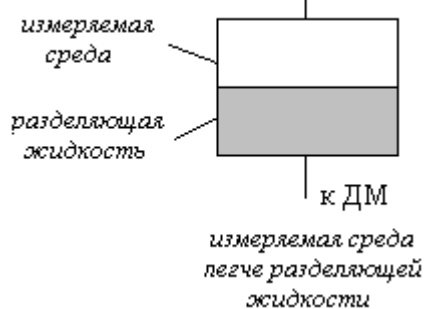 измеряемая
среда
разделяющая
жидкость
к ДМ
измеряемая среда
легче разделяющей
жидкости